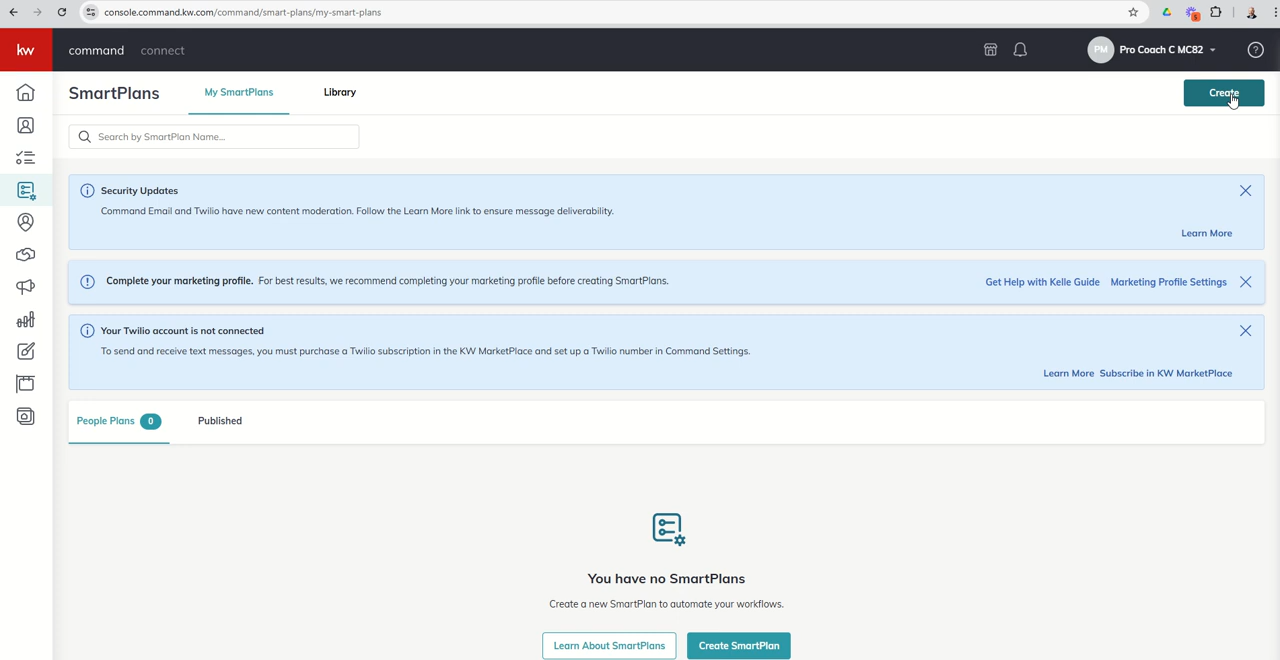 console.command.kw.com/command/smart-plans/my-smart-plans
5
kw
command connect
PM Pro Coach C MC82
?
SmartPlans My SmartPlans Library Create
Search by SmartPlan Name...
Security Updates
Command Email and Twilio have new content moderation. Follow the Learn More link to ensure message deliverability.
Learn More
Complete your marketing profile. For best results, we recommend completing your marketing profile before creating SmartPlans. Get Help with Kelle Guide Marketing Profile Settings
Your Twilio account is not connected
To send and receive text messages, you must purchase a Twilio subscription in the KW MarketPlace and set up a Twilio number in Command Settings.
Learn More Subscribe in KW MarketPlace
People Plans 0 Published
You have no SmartPlans
Create a new SmartPlan to automate your workflows.
Learn About SmartPlans Create SmartPlan